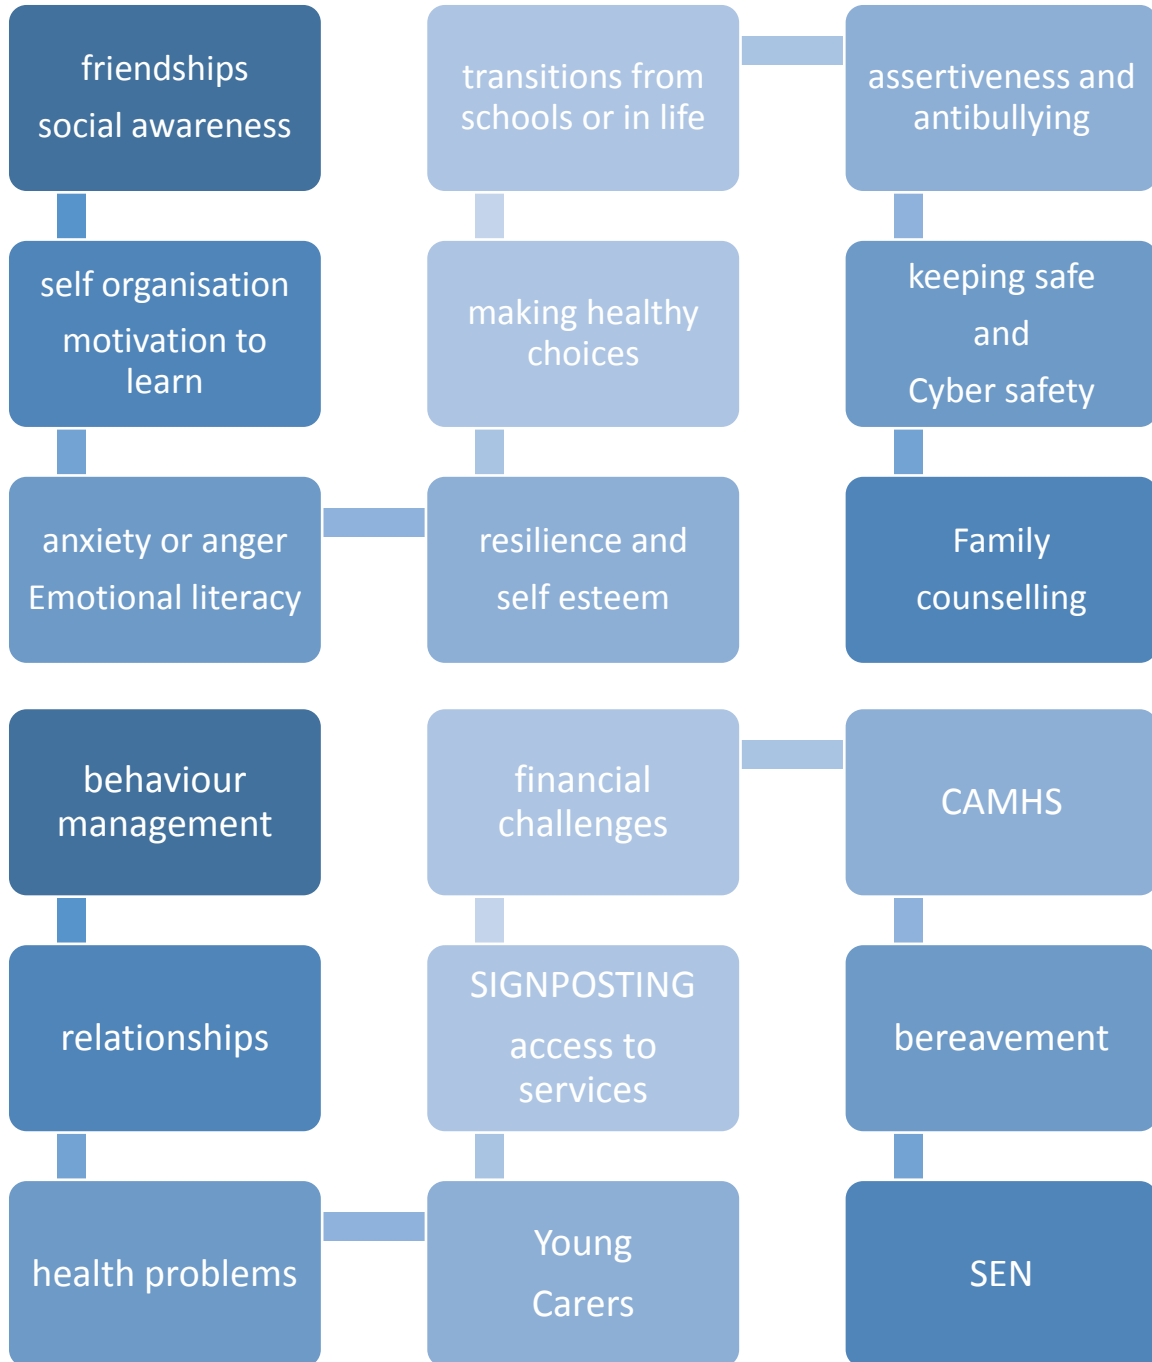 friendships
social awareness
self organisation
motivation to
learn
anxiety or anger
Emotional literacy
resilience and
self esteem
making healthy
choices
transitions from
schools or in life
assertiveness and
antibullying
keeping safe
and
Cyber safety
Family
counselling
behaviour
management
relationships
health problems
Young
Carers
SIGNPOSTING
access to
services
financial
challenges
CAMHS
bereavement
SEN